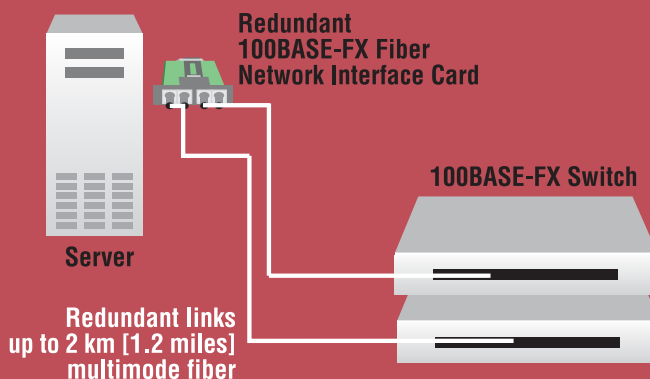 Redundant
100BASE-FX Fiber
Network Interface Card
100BASE-FX Switch
Server
Redundant links
up to 2 km [1.2 miles]
multimode fiber